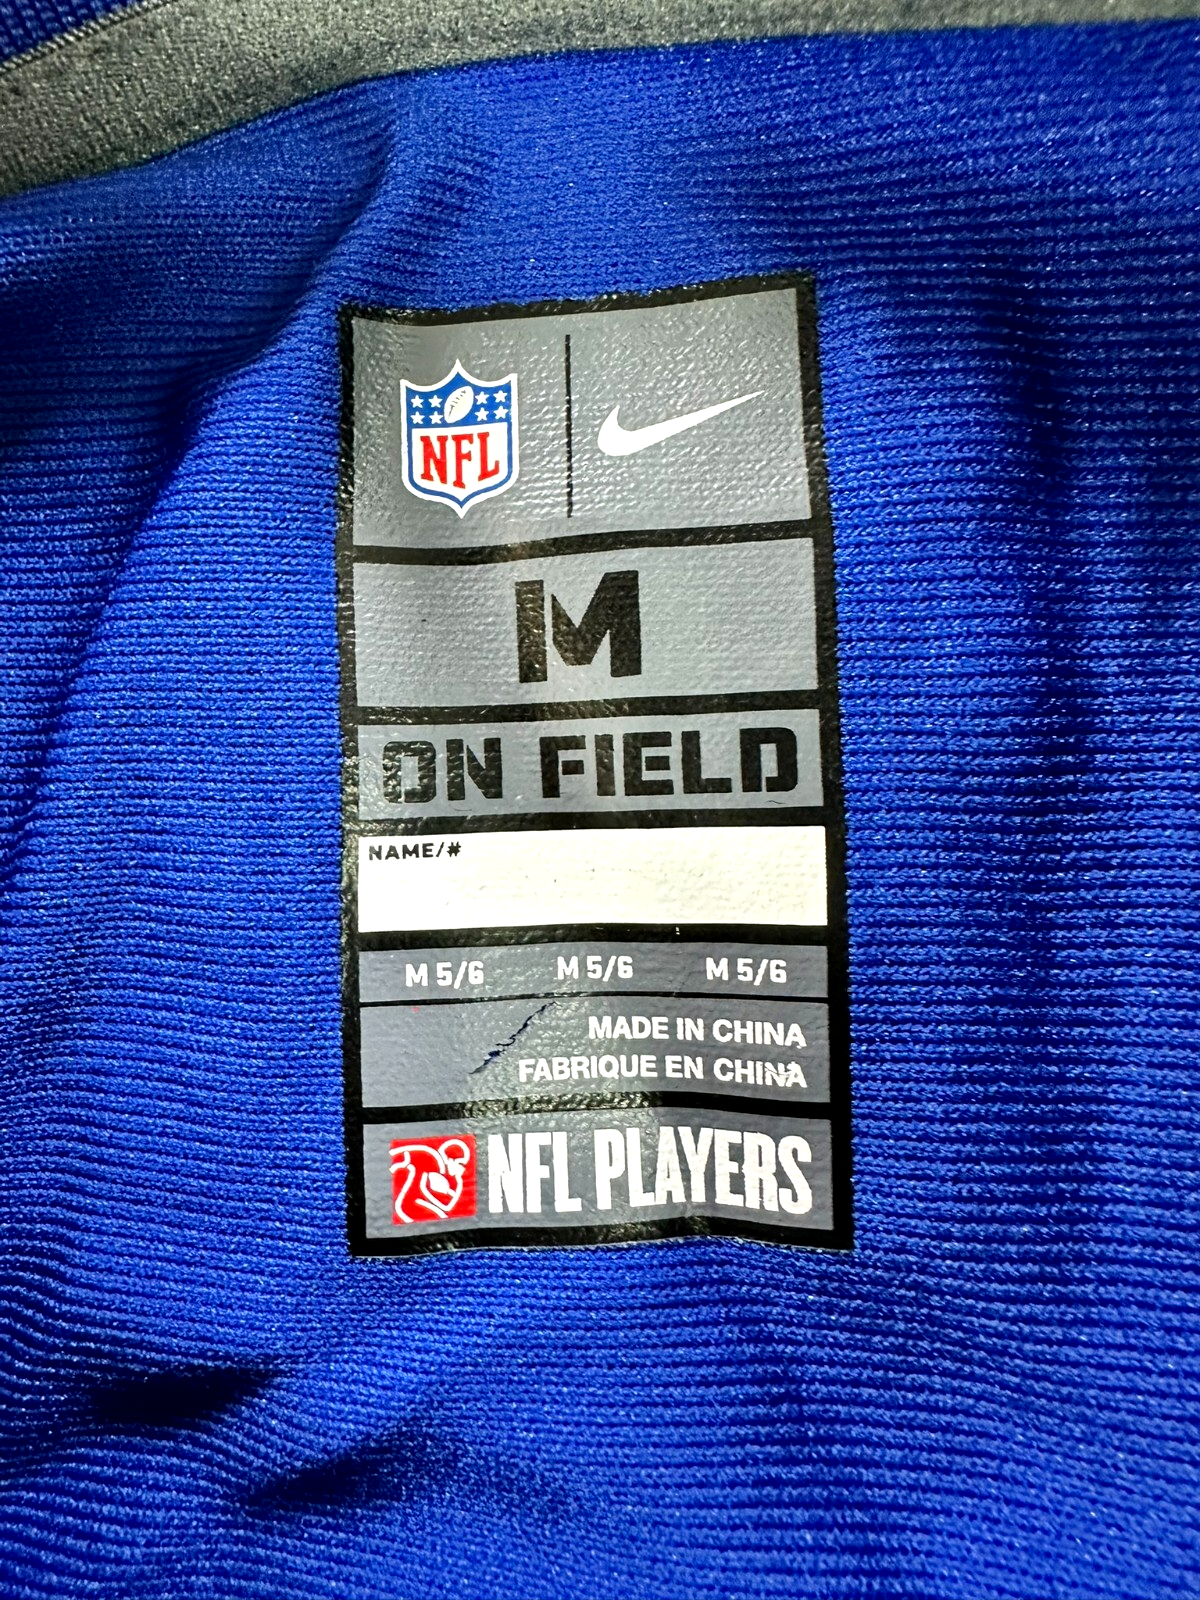 NFL
M
ON FIELD
NAME/#
M 5/6 M 5/6 M 5/6
MADE IN CHINA
FABRIQUE EN CHINA
NFL PLAYERS